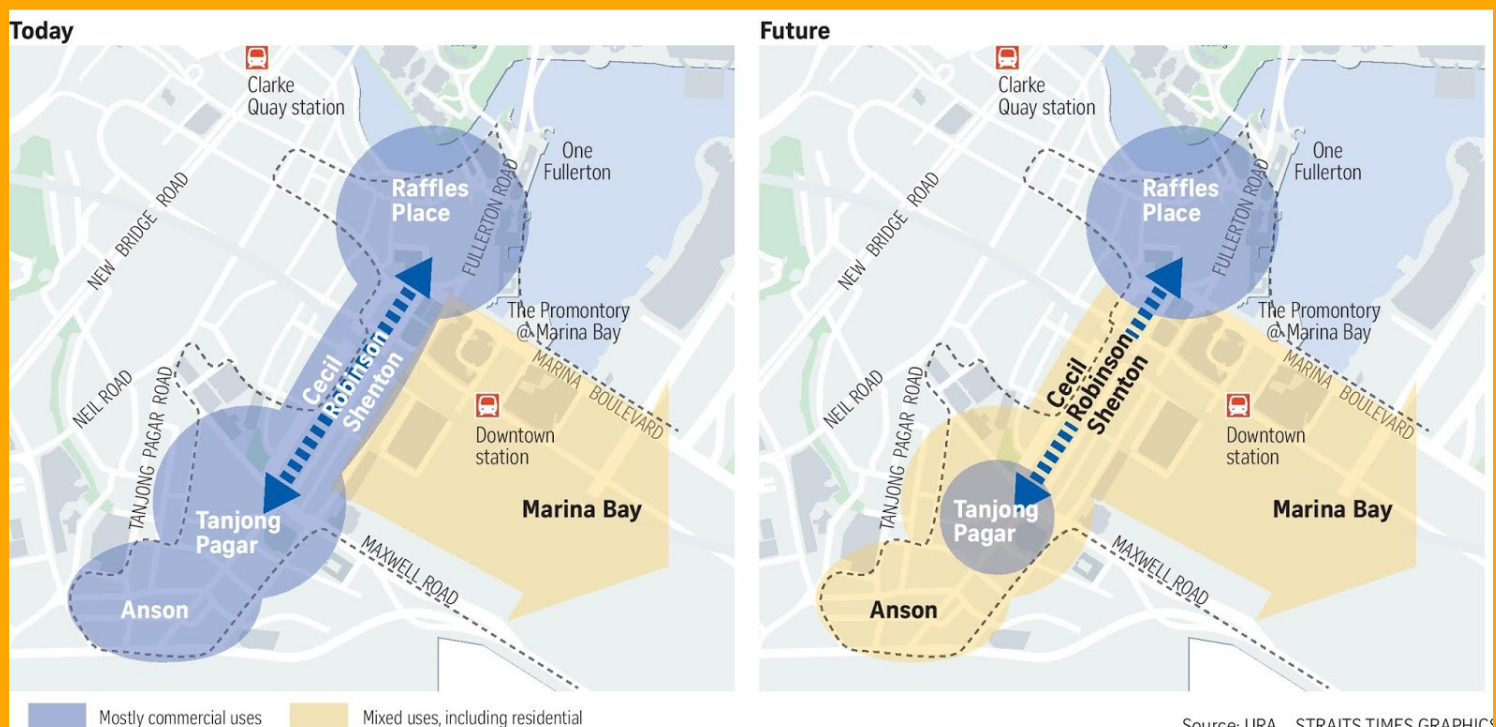 Today
Clarke
Quay station
One
Fullerton
Raffles
Place
FULLERTON ROAD
NEW BRIDGE ROAD
The Promontory
@ Marina Bay
MARINA BOULEVARD
Cecil
Robinson
Shenton
NEIL ROAD
TANJONG PAGAR ROAD
Downtown
station
Marina Bay
Tanjong
Pagar
MAXWELL ROAD
Anson
Future
Clarke
Quay station
One
Fullerton
Raffles
Place
FULLERTON ROAD
NEW BRIDGE ROAD
The Promontory
@ Marina Bay
MARINA BOULEVARD
Cecil
Robinson
Shenton
NEIL ROAD
TANJONG PAGAR ROAD
Downtown
station
Marina Bay
Tanjong
Pagar
MAXWELL ROAD
Anson
Mostly commercial uses
Mixed uses, including residential
Source: URA STRAITS TIMES GRAPHICS